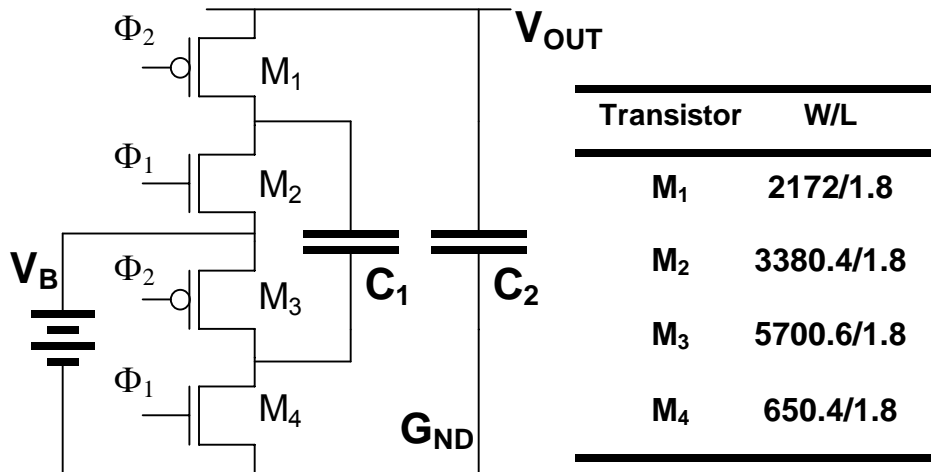 Φ2
M1
VOUT
Φ1
M2
VB
Φ2
M3
C1
C2
Φ1
M4
GND
Transistor W/L
M1 2172/1.8
M2 3380.4/1.8
M3 5700.6/1.8
M4 650.4/1.8